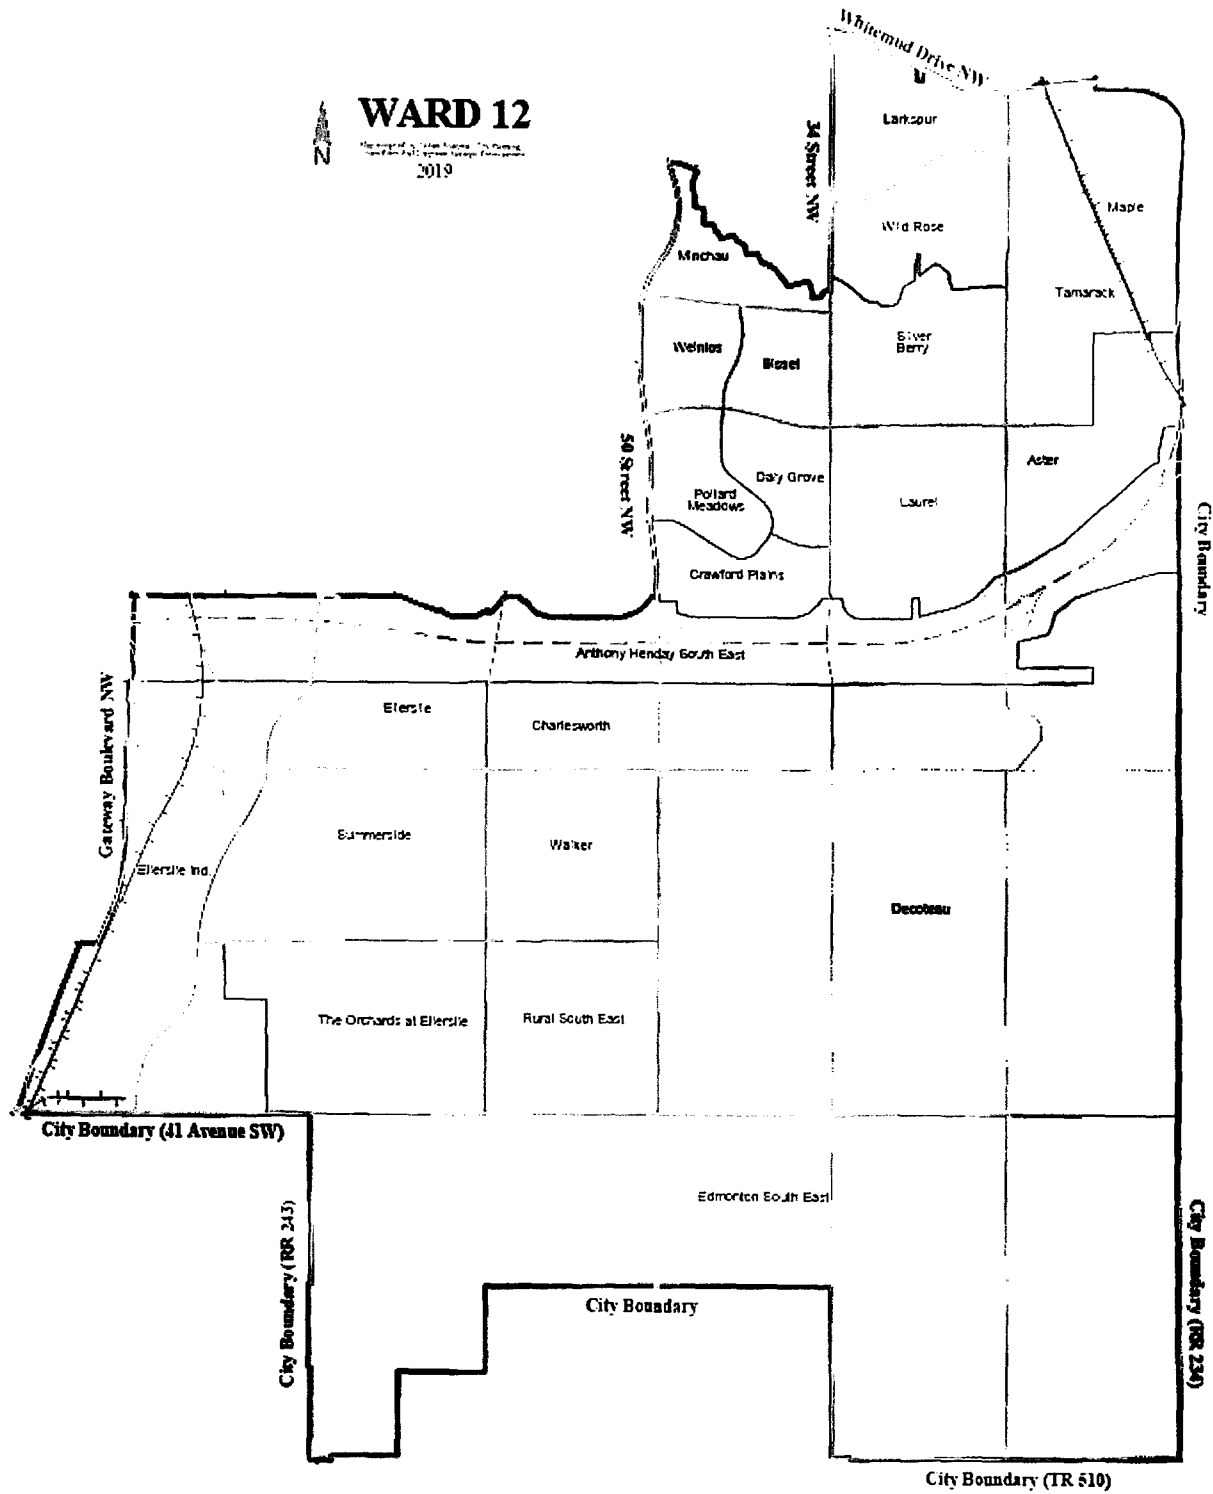 Whitemud Drive NW
WARD 12
2019
N
34 Street NW
Larkspur
Maple
Wild Rose
Minchau
Tamarack
Silver
Berry
Weinlos
Bisset
50 Street NW
Aster
Daly Grove
Pollard
Meadows
Laurel
City Boundary
Crawford Plains
Anthony Henday South East
Gateway Boulevard NW
Ellerslie
Charlesworth
Summerside
Walker
Ellerslie Ind.
Decoteau
The Orchards at Ellerslie
Rural South East
City Boundary (41 Avenue SW)
Edmonton South East
City Boundary (RR 243)
City Boundary (RR 234)
City Boundary
City Boundary (TR 510)